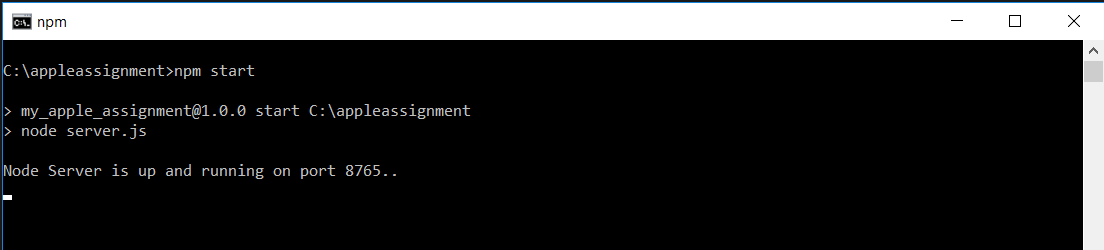 npm
C:\appleassignment>npm start
> my_apple_assignment@1.0.0 start C:\appleassignment
> node server.js
Node Server is up and running on port 8765..